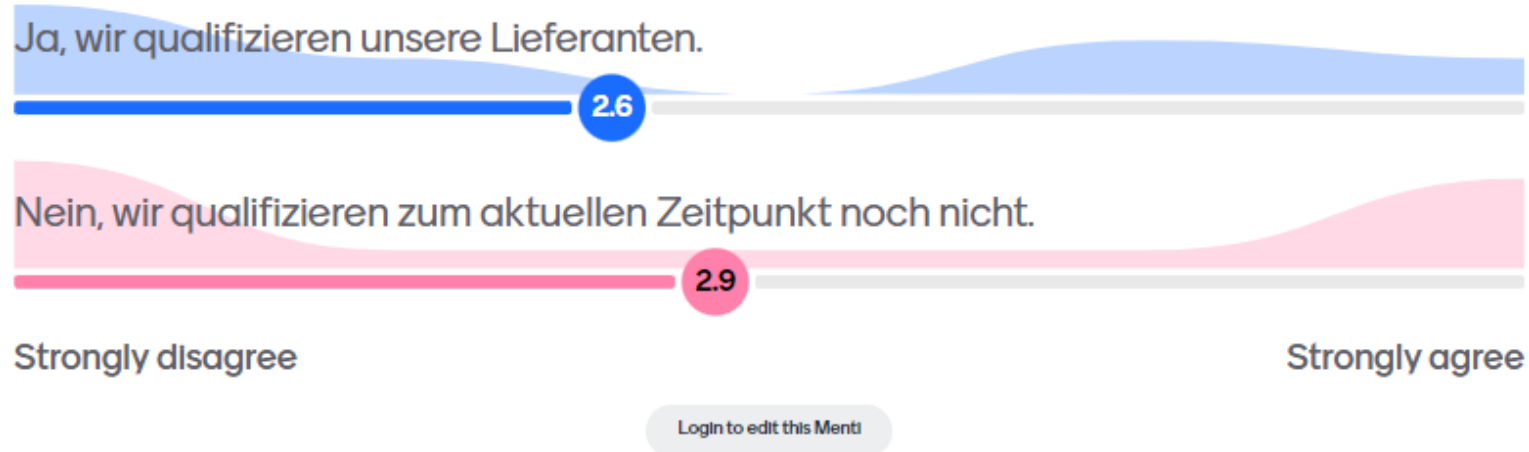 Ja, wir qualifizieren unsere Lieferanten.
2.6
Nein, wir qualifizieren zum aktuellen Zeitpunkt noch nicht.
2.9
Strongly disagree
Strongly agree
Login to edit this Menti